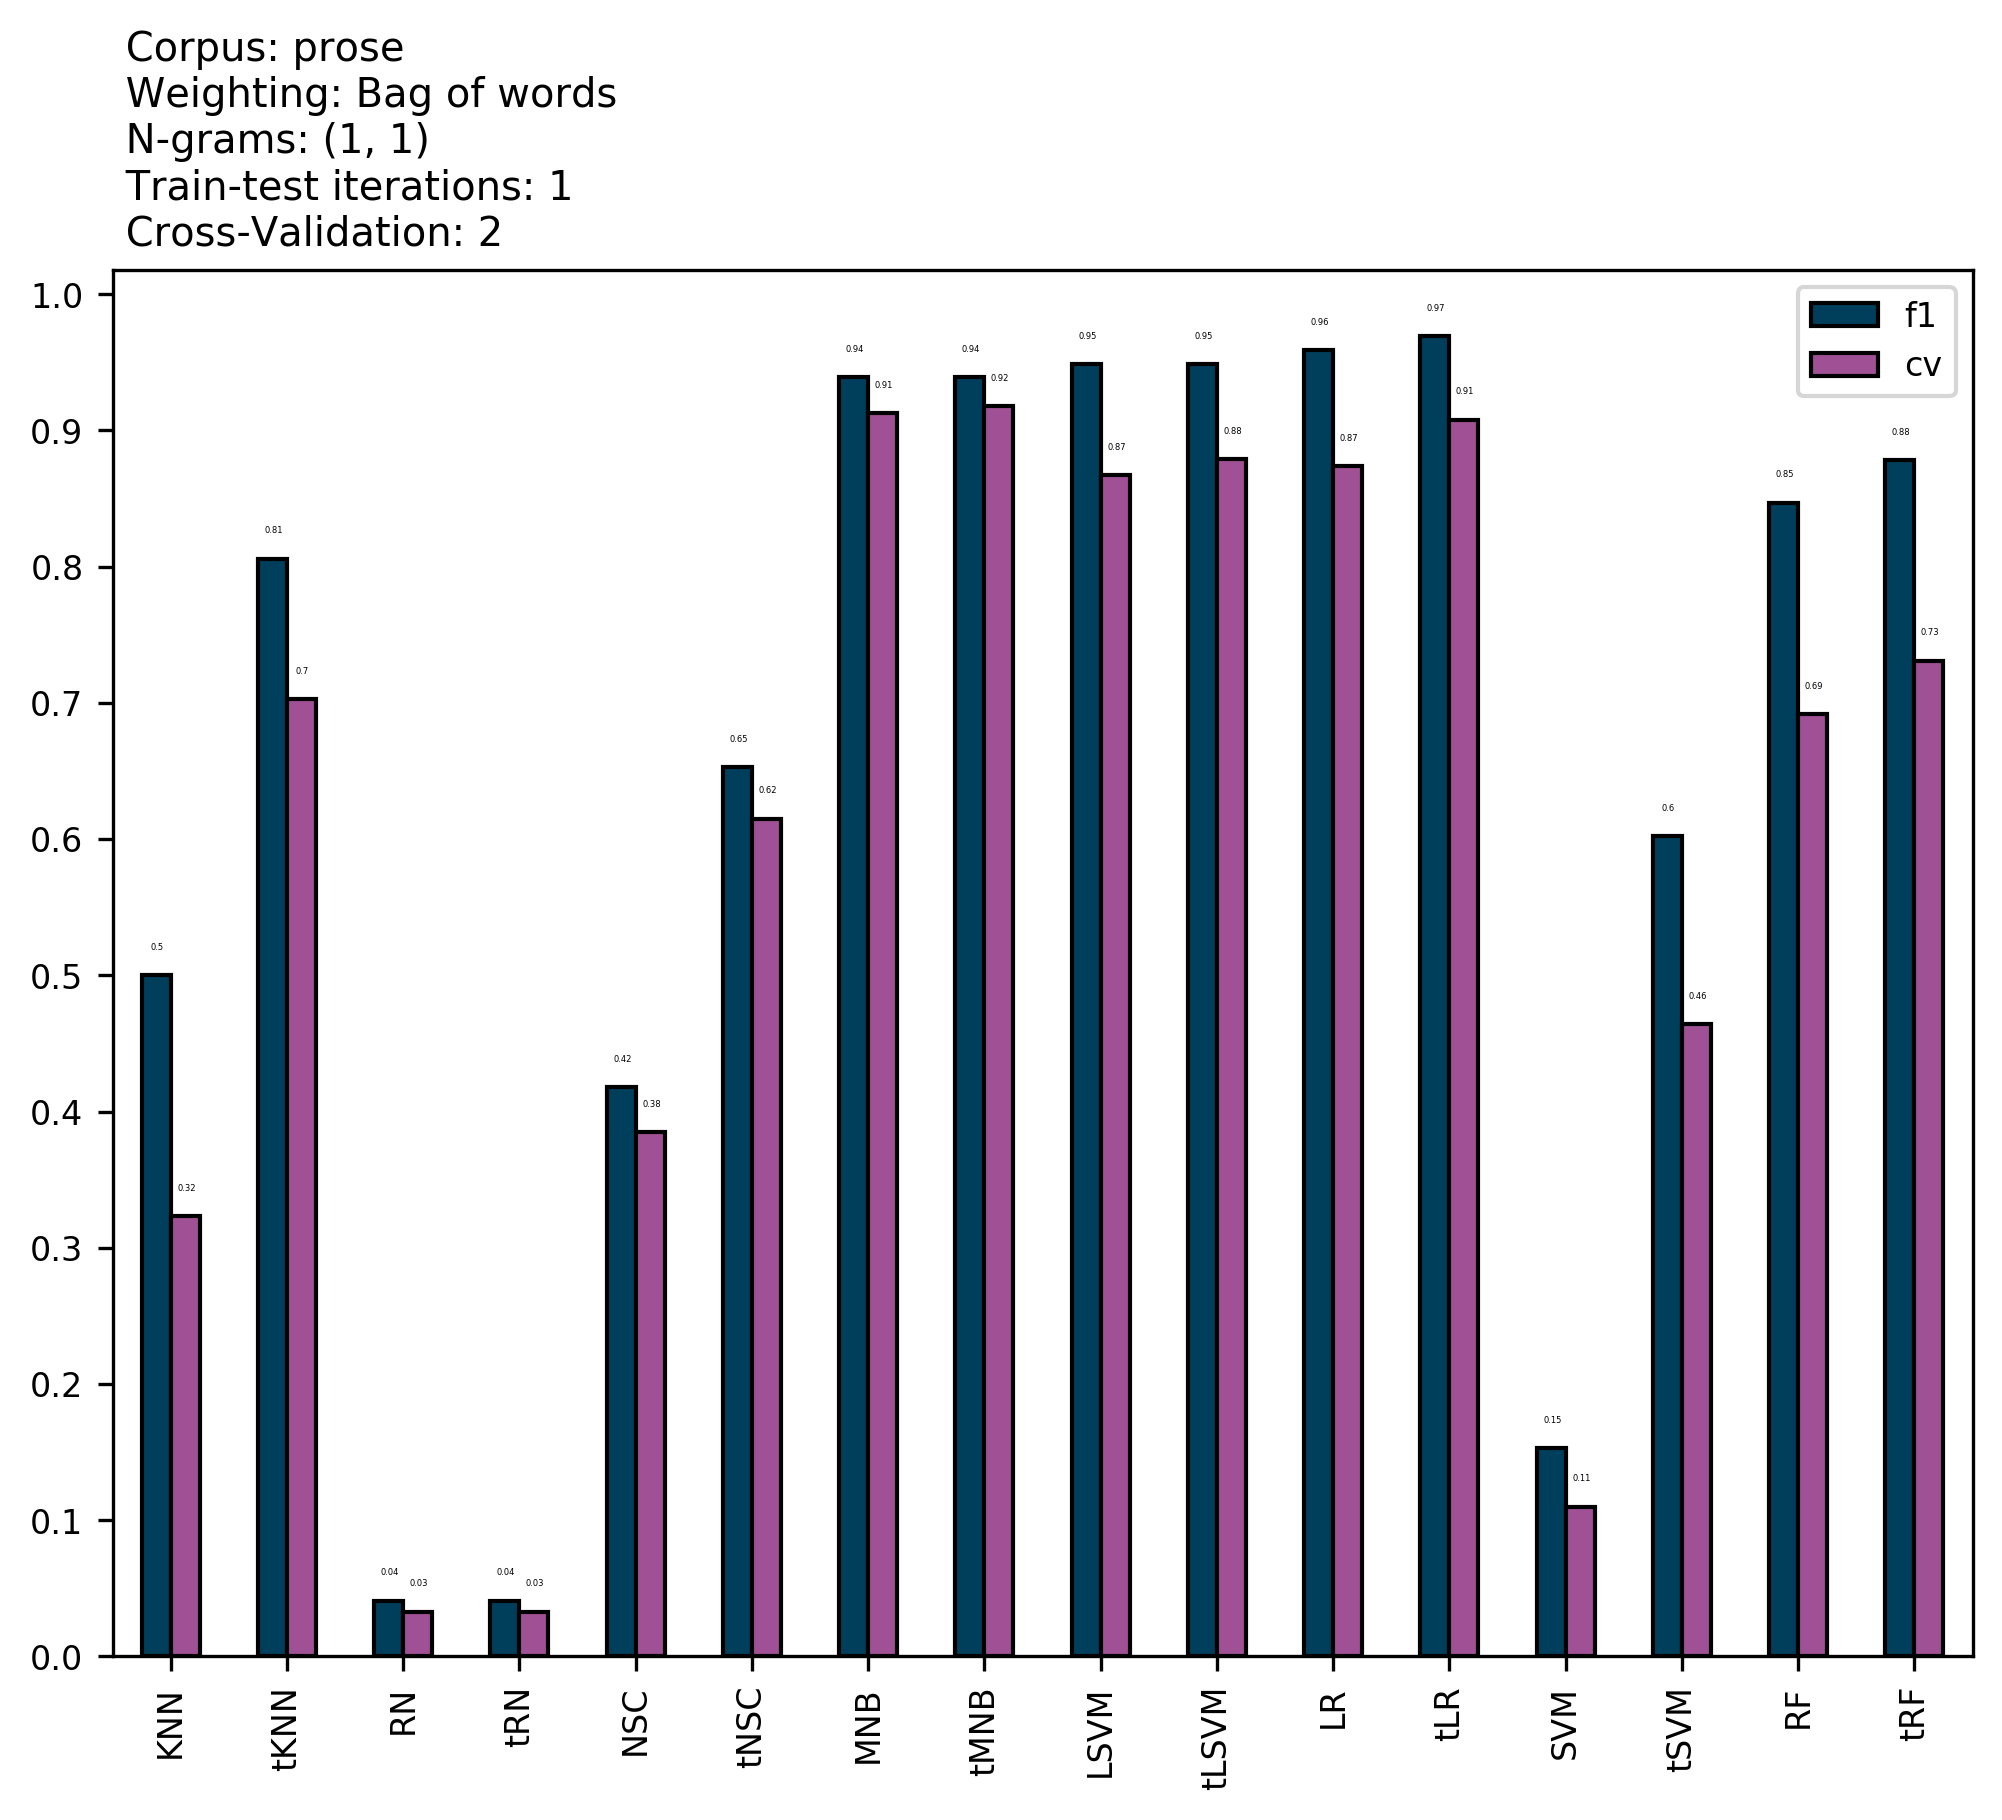 Corpus: prose
Weighting: Bag of words
N-grams: (1, 1)
Train-test iterations: 1
Cross-Validation: 2
f1
cv
1.0
0.9
0.8
0.7
0.6
0.5
0.4
0.3
0.2
0.1
0.0
0.5
0.32
0.81
0.7
0.04
0.03
0.04
0.03
0.42
0.38
0.65
0.62
0.94
0.91
0.94
0.92
0.95
0.87
0.95
0.88
0.96
0.87
0.97
0.91
0.15
0.11
0.6
0.46
0.85
0.69
0.88
0.73
KNN
tKNN
RN
tRN
NSC
tNSC
MNB
tMNB
LSVM
tLSVM
LR
tLR
SVM
tSVM
RF
tRF